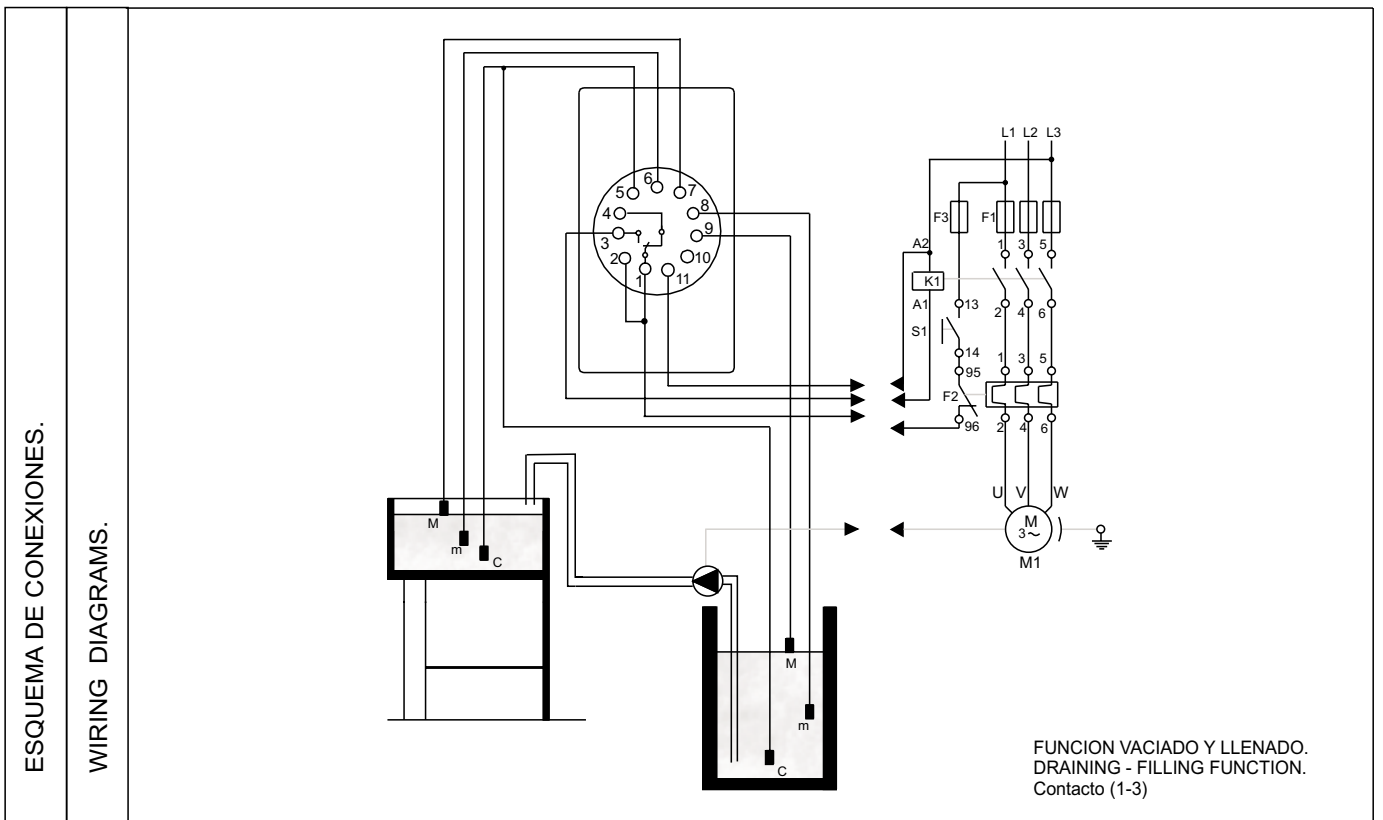 ESQUEMA DE CONEXIONES.
WIRING DIAGRAMS.
L1 L2 L3
5 6 7
4 8
3 9
2 10
1 11
F3 F1
A2 1 3 5
K1
A1 13 2 4 6
S1
14 1 3 5
95
F2
96 2 4 6
U V W
M
3~
M1
M
m
C
M
m
C
FUNCION VACIADO Y LLENADO.
DRAINING - FILLING FUNCTION.
Contacto (1-3)